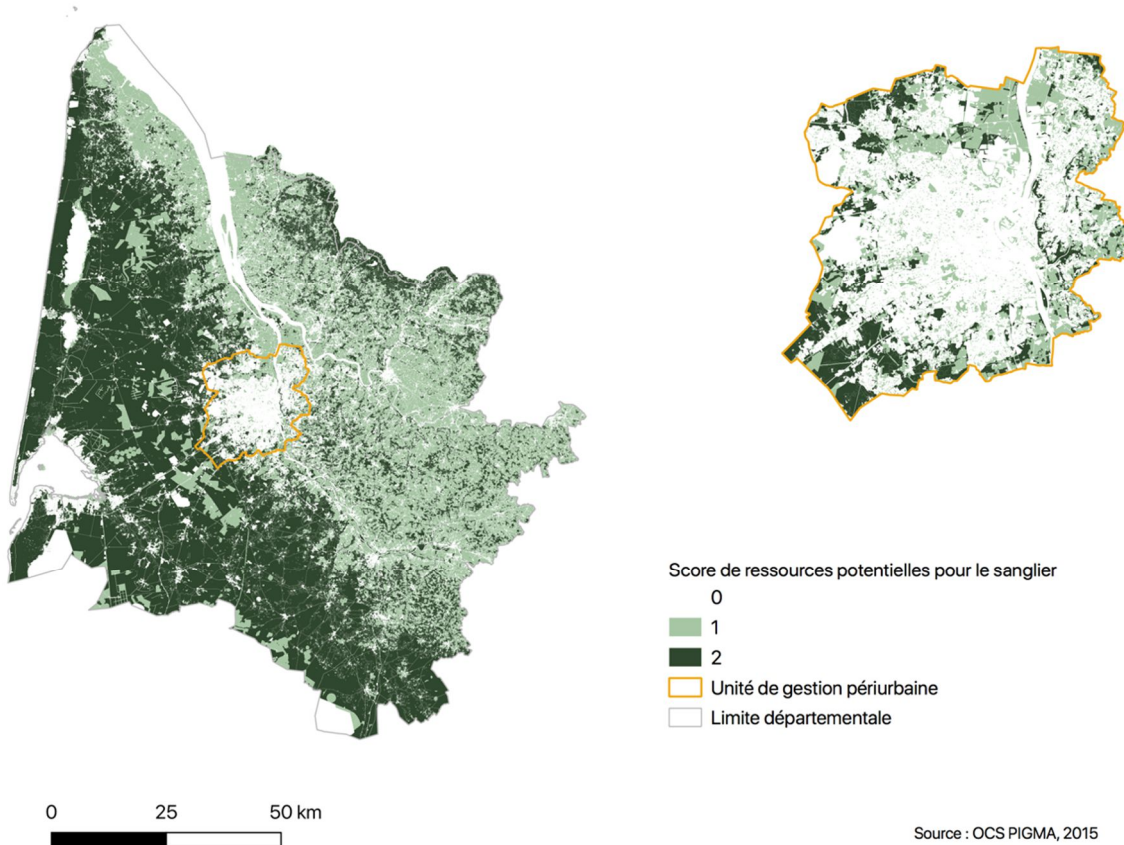 Score de ressources potentielles pour le sanglier
0
1
2
Unité de gestion périurbaine
Limite départementale
0 25 50 km
Source : OCS PIGMA, 2015